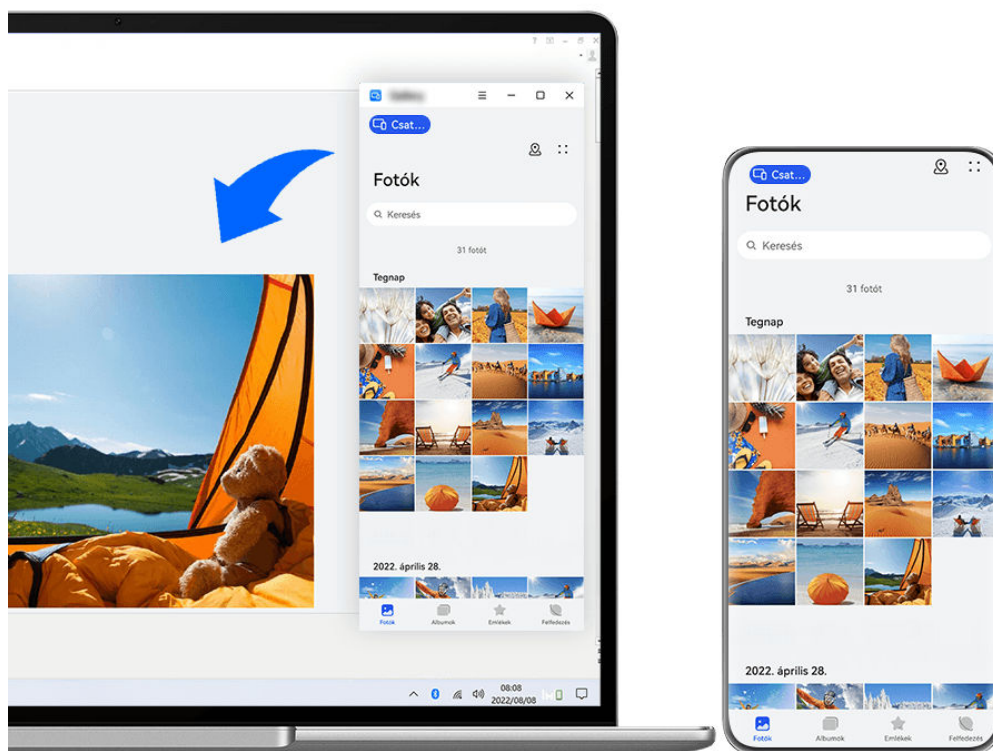 Csat...
Fotók
Keresés
31 fotót
Tegnap
2022. április 28.
Fotók Albumok Emlékek Felfedezés
08:08
2022/08/08
Csat...
Fotók
Keresés
31 fotót
Tegnap
2022. április 28.
Fotók Albumok Emlékek Felfedezés